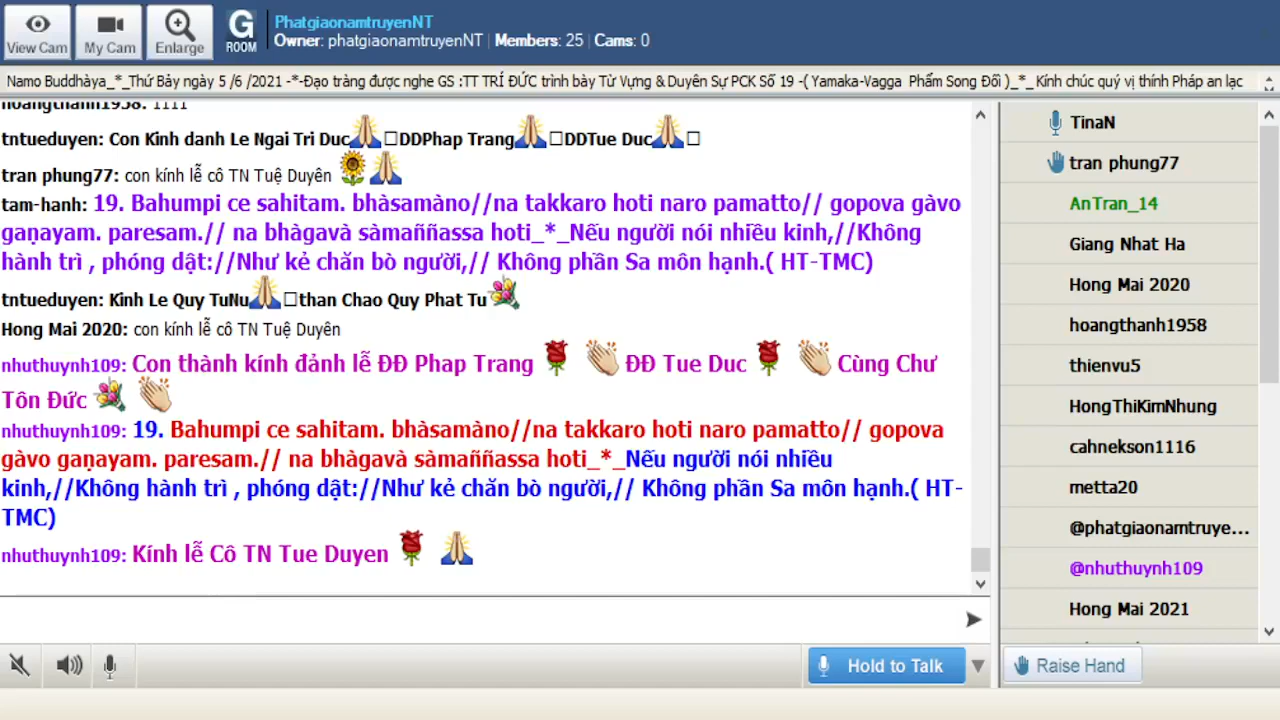 View Cam
My Cam
Enlarge
G
ROOM
PhatgiaonamtruyenNT
Owner: phatgiaonamtruyenNT | Members: 25 | Cams: 0
Namo Buddhàya_*_Thứ Bảy ngày 5 /6 /2021 -*-Đạo tràng được nghe GS :TT TRÍ ĐỨC trình bày Từ Vựng & Duyên Sự PCK Số 19 -( Yamaka-Vagga Phẩm Song Đối )_*_Kính chúc quý vị thính Pháp an lạc
hoangthanh1958: 1111
tntueduyen: Con Kinh danh Le Ngai Tri Duc DDPhap Trang DDTue Duc
tran phung77: con kính lễ cô TN Tuệ Duyên
tam-hanh: 19. Bahumpi ce sahitam. bhàsamàno//na takkaro hoti naro pamatto// gopova gàvo
gaṇayam. paresam.// na bhàgavà sàmaññassa hoti_*_Nếu người nói nhiều kinh,//Không
hành trì , phóng dật://Như kẻ chăn bò người,// Không phần Sa môn hạnh.( HT-TMC)
tntueduyen: Kinh Le Quy TuNu than Chao Quy Phat Tu
Hong Mai 2020: con kính lễ cô TN Tuệ Duyên
nhuthuynh109: Con thành kính đảnh lễ ĐĐ Phap Trang ĐĐ Tue Duc Cùng Chư
Tôn Đức
nhuthuynh109: 19. Bahumpi ce sahitam. bhàsamàno//na takkaro hoti naro pamatto// gopova
gàvo gaṇayam. paresam.// na bhàgavà sàmaññassa hoti_*_Nếu người nói nhiều
kinh,//Không hành trì , phóng dật://Như kẻ chăn bò người,// Không phần Sa môn hạnh.( HT-
TMC)
nhuthuynh109: Kính lễ Cô TN Tue Duyen
TinaN
tran phung77
AnTran_14
Giang Nhat Ha
Hong Mai 2020
hoangthanh1958
thienvu5
HongThiKimNhung
cahnekson1116
metta20
@phatgiaonamtruye...
@nhuthuynh109
Hong Mai 2021
Hold to Talk
Raise Hand